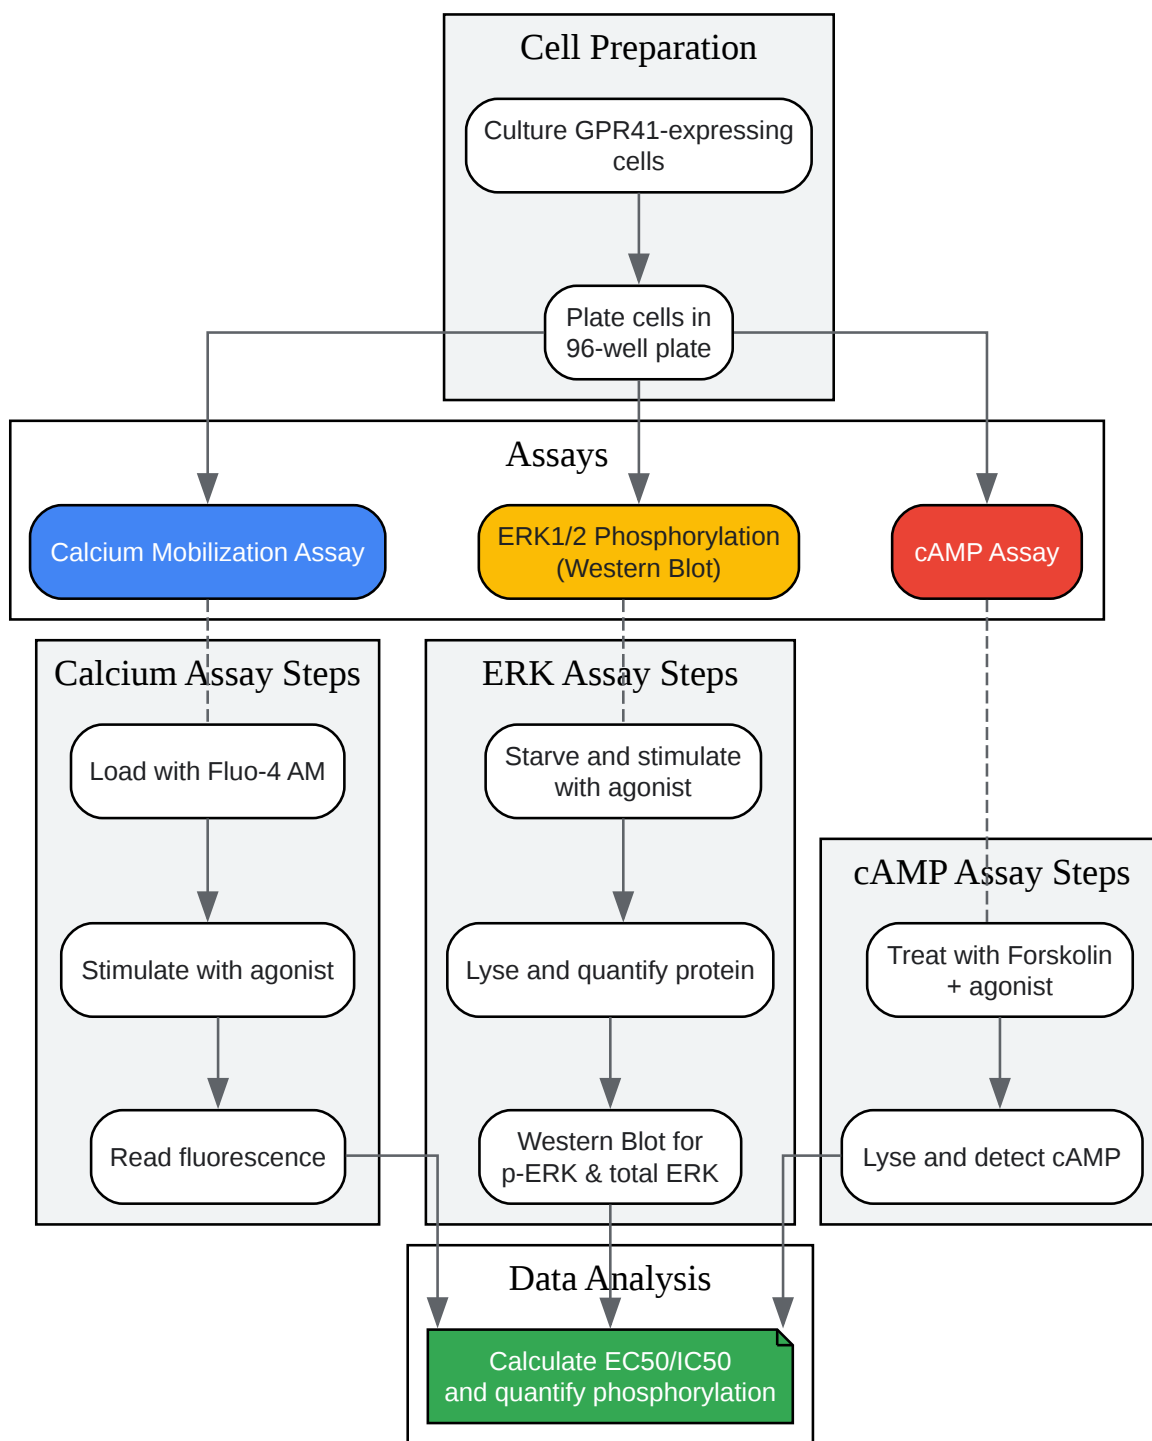 Cell Preparation
Culture GPR41-expressing
cells
Plate cells in
96-well plate
Assays
Calcium Mobilization Assay
ERK1/2 Phosphorylation
(Western Blot)
cAMP Assay
Calcium Assay Steps
Load with Fluo-4 AM
Stimulate with agonist
Read fluorescence
ERK Assay Steps
Starve and stimulate
with agonist
Lyse and quantify protein
Western Blot for
p-ERK & total ERK
cAMP Assay Steps
Treat with Forskolin
+ agonist
Lyse and detect cAMP
Data Analysis
Calculate EC50/IC50
and quantify phosphorylation